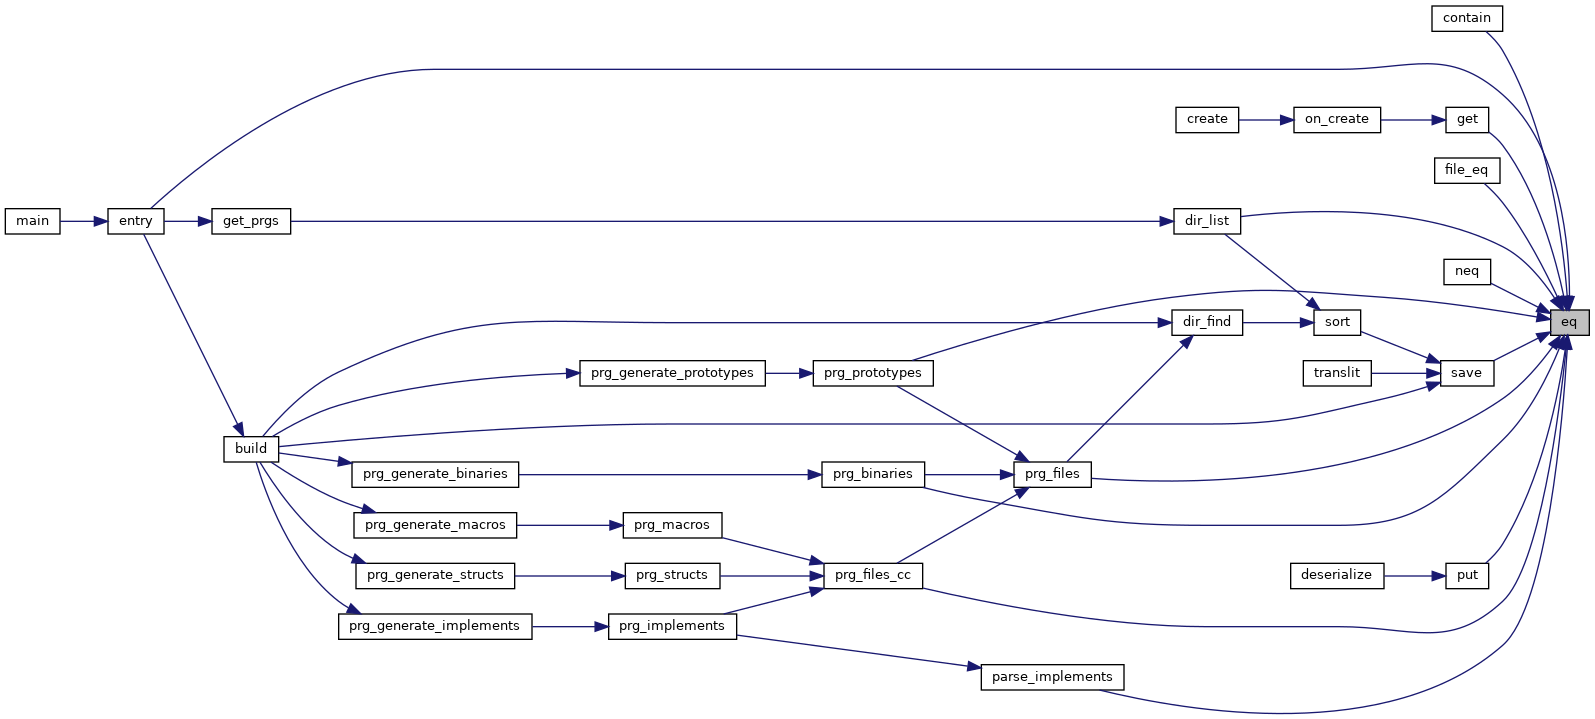 contain
create
on_create
get
file_eq
main
entry
get_prgs
dir_list
neq
dir_find
sort
eq
prg_generate_prototypes
prg_prototypes
translit
save
build
prg_generate_binaries
prg_binaries
prg_files
prg_generate_macros
prg_macros
prg_generate_structs
prg_structs
prg_files_cc
deserialize
put
prg_generate_implements
prg_implements
parse_implements